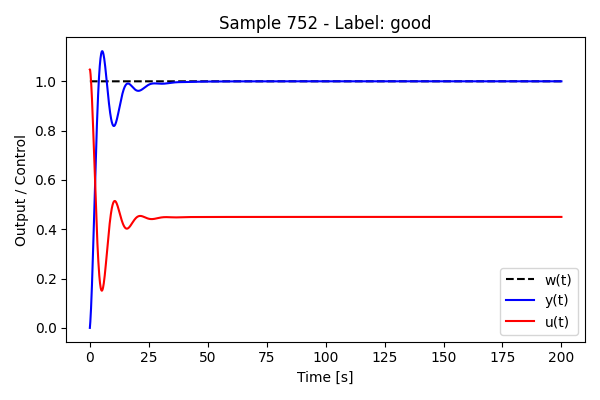 Sample 752 - Label: good
Output / Control
1.0
0.8
0.6
0.4
0.2
0.0
w(t)
y(t)
u(t)
0 25 50 75 100 125 150 175 200
Time [s]